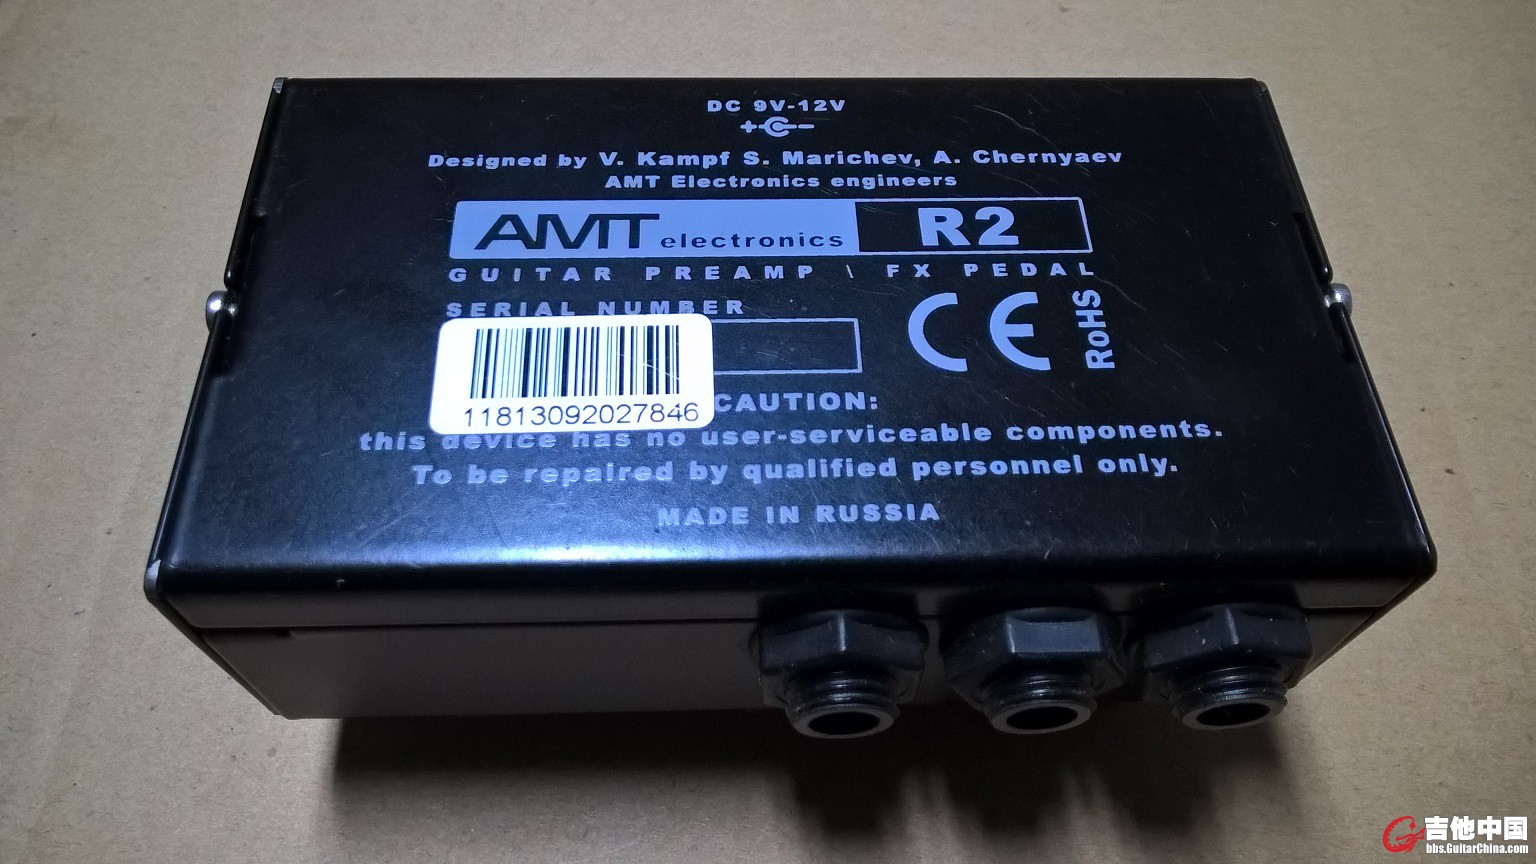 DC 9V-12V
Designed by V. Kampf S. Marichev, A. Chernyaev
AMT Electronics engineers
AMT electronics R2
GUITAR PREAMP \ FX PEDAL
SERIAL NUMBER
CE RoHS
11813092027846
CAUTION:
this device has no user-serviceable components.
To be repaired by qualified personnel only.
MADE IN RUSSIA
吉他中国
bbs.GuitarChina.com